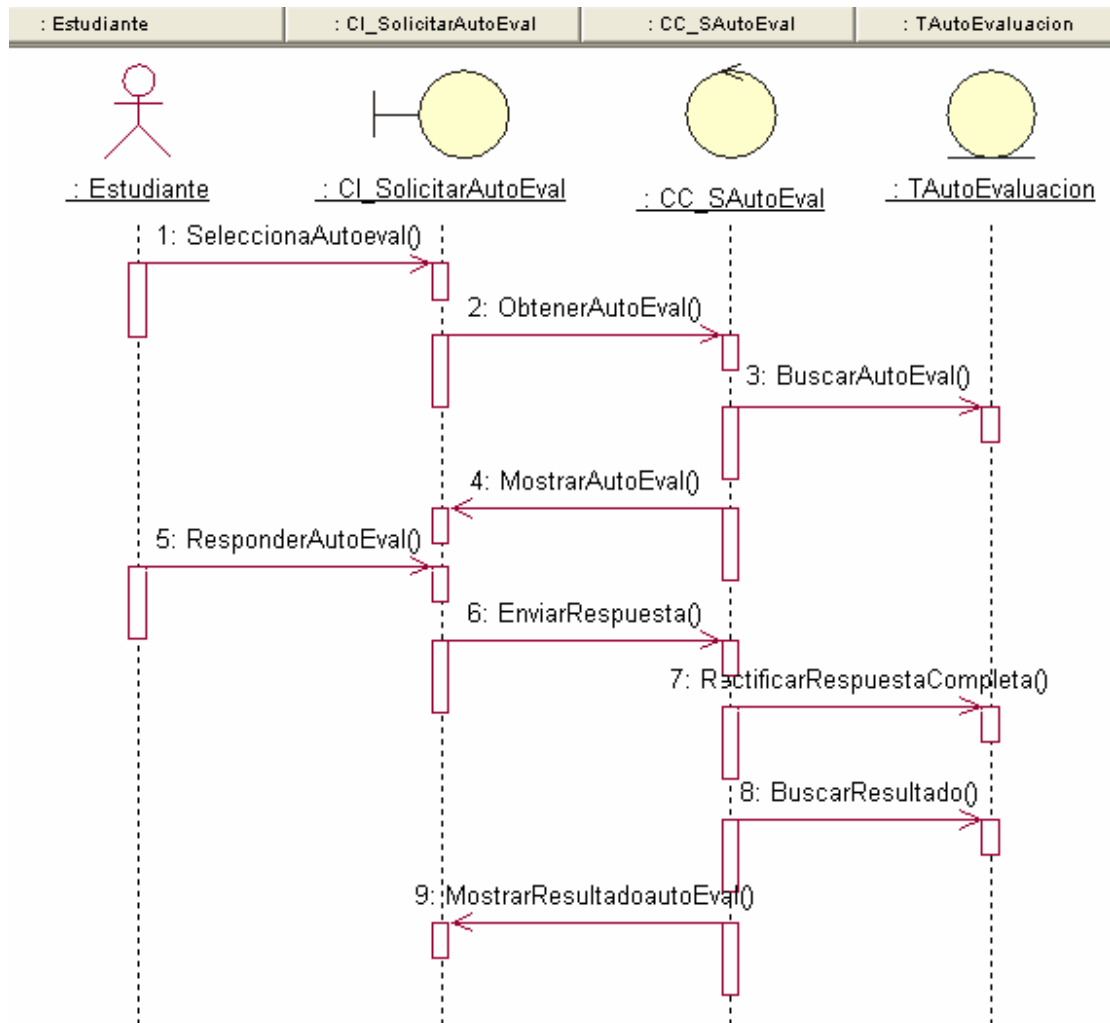 : Estudiante
: CI_SolicitarAutoEval
: CC_SAutoEval
: TAutoEvaluacion
: Estudiante
: CI_SolicitarAutoEval
: CC_SAutoEval
: TAutoEvaluacion
1: SeleccionaAutoeval()
2: ObtenerAutoEval()
3: BuscarAutoEval()
4: MostrarAutoEval()
5: ResponderAutoEval()
6: EnviarRespuesta()
7: RectificarRespuestaCompleta()
8: BuscarResultado()
9: MostrarResultadoautoEval()